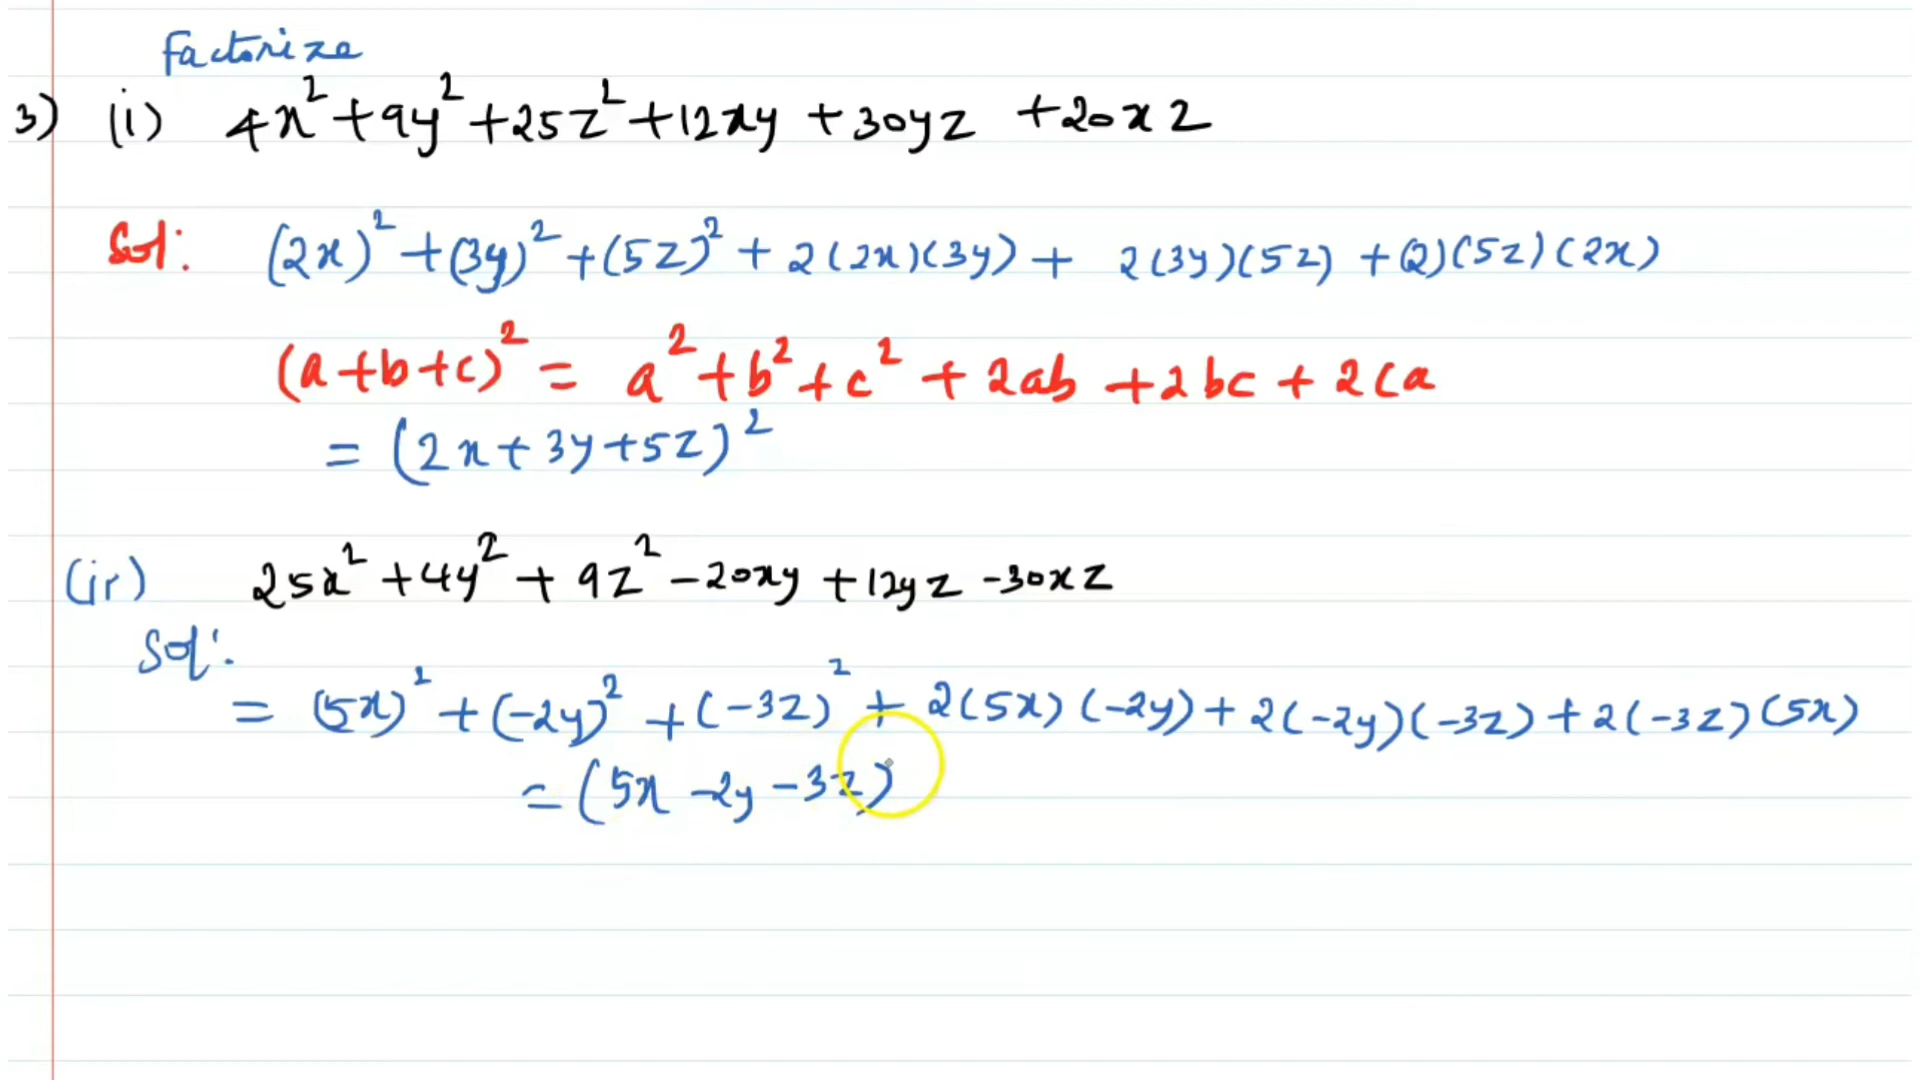 Factorize
3) (i) 4x² + 9y² + 25z² + 12xy + 30yz + 20xz
Sol: (2x)² + (3y)² + (5z)² + 2(2x)(3y) + 2(3y)(5z) + (2)(5z)(2x)
(a+b+c)² = a² + b² + c² + 2ab + 2bc + 2ca
= (2x + 3y + 5z)²
(ii) 25x² + 4y² + 9z² - 20xy + 12yz - 30xz
Sol:
= (5x)² + (-2y)² + (-3z)² + 2(5x)(-2y) + 2(-2y)(-3z) + 2(-3z)(5x)
= (5x - 2y - 3z)